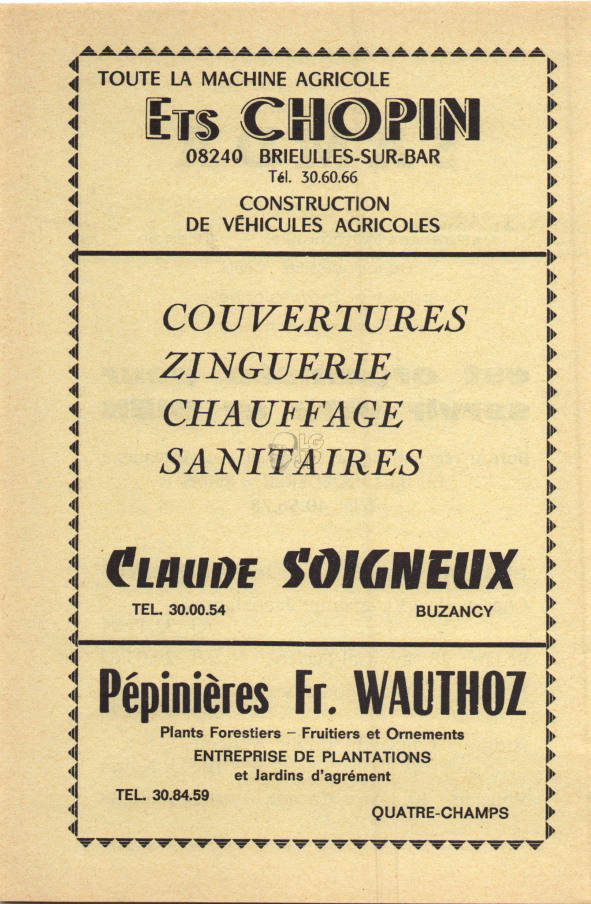 TOUTE LA MACHINE AGRICOLE
ETS CHOPIN
08240 BRIEULLES-SUR-BAR
Tél. 30.60.66
CONSTRUCTION
DE VÉHICULES AGRICOLES
COUVERTURES
ZINGUERIE
CHAUFFAGE
SANITAIRES
CLAUDE SOIGNEUX
TEL. 30.00.54 BUZANCY
Pépinières Fr. WAUTHOZ
Plants Forestiers – Fruitiers et Ornements
ENTREPRISE DE PLANTATIONS
et Jardins d'agrément
TEL. 30.84.59
QUATRE-CHAMPS